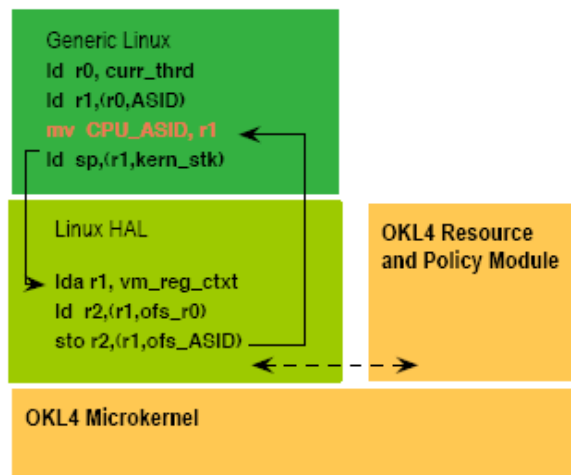 Generic Linux
ld r0, curr_thrd
ld r1,(r0,ASID)
mv CPU_ASID, r1
ld sp,(r1,kern_stk)
Linux HAL
lda r1, vm_reg_ctxt
ld r2,(r1,ofs_r0)
sto r2,(r1,ofs_ASID)
OKL4 Resource
and Policy Module
OKL4 Microkernel